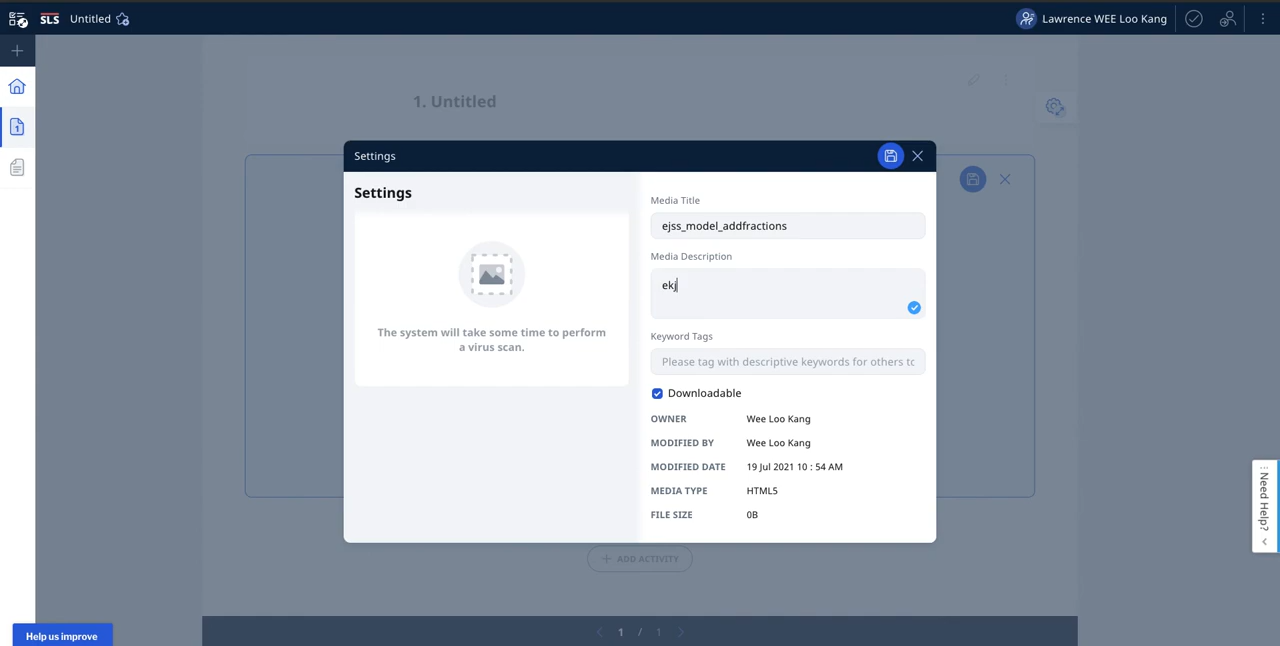 SLS Untitled
Lawrence WEE Loo Kang
1. Untitled
Settings
Settings
The system will take some time to perform
a virus scan.
Media Title
ejss_model_addfractions
Media Description
ekj
Keyword Tags
Please tag with descriptive keywords for others to
Downloadable
OWNER Wee Loo Kang
MODIFIED BY Wee Loo Kang
MODIFIED DATE 19 Jul 2021 10 : 54 AM
MEDIA TYPE HTML5
FILE SIZE 0B
+ ADD ACTIVITY
1 / 1
Need Help?
Help us improve